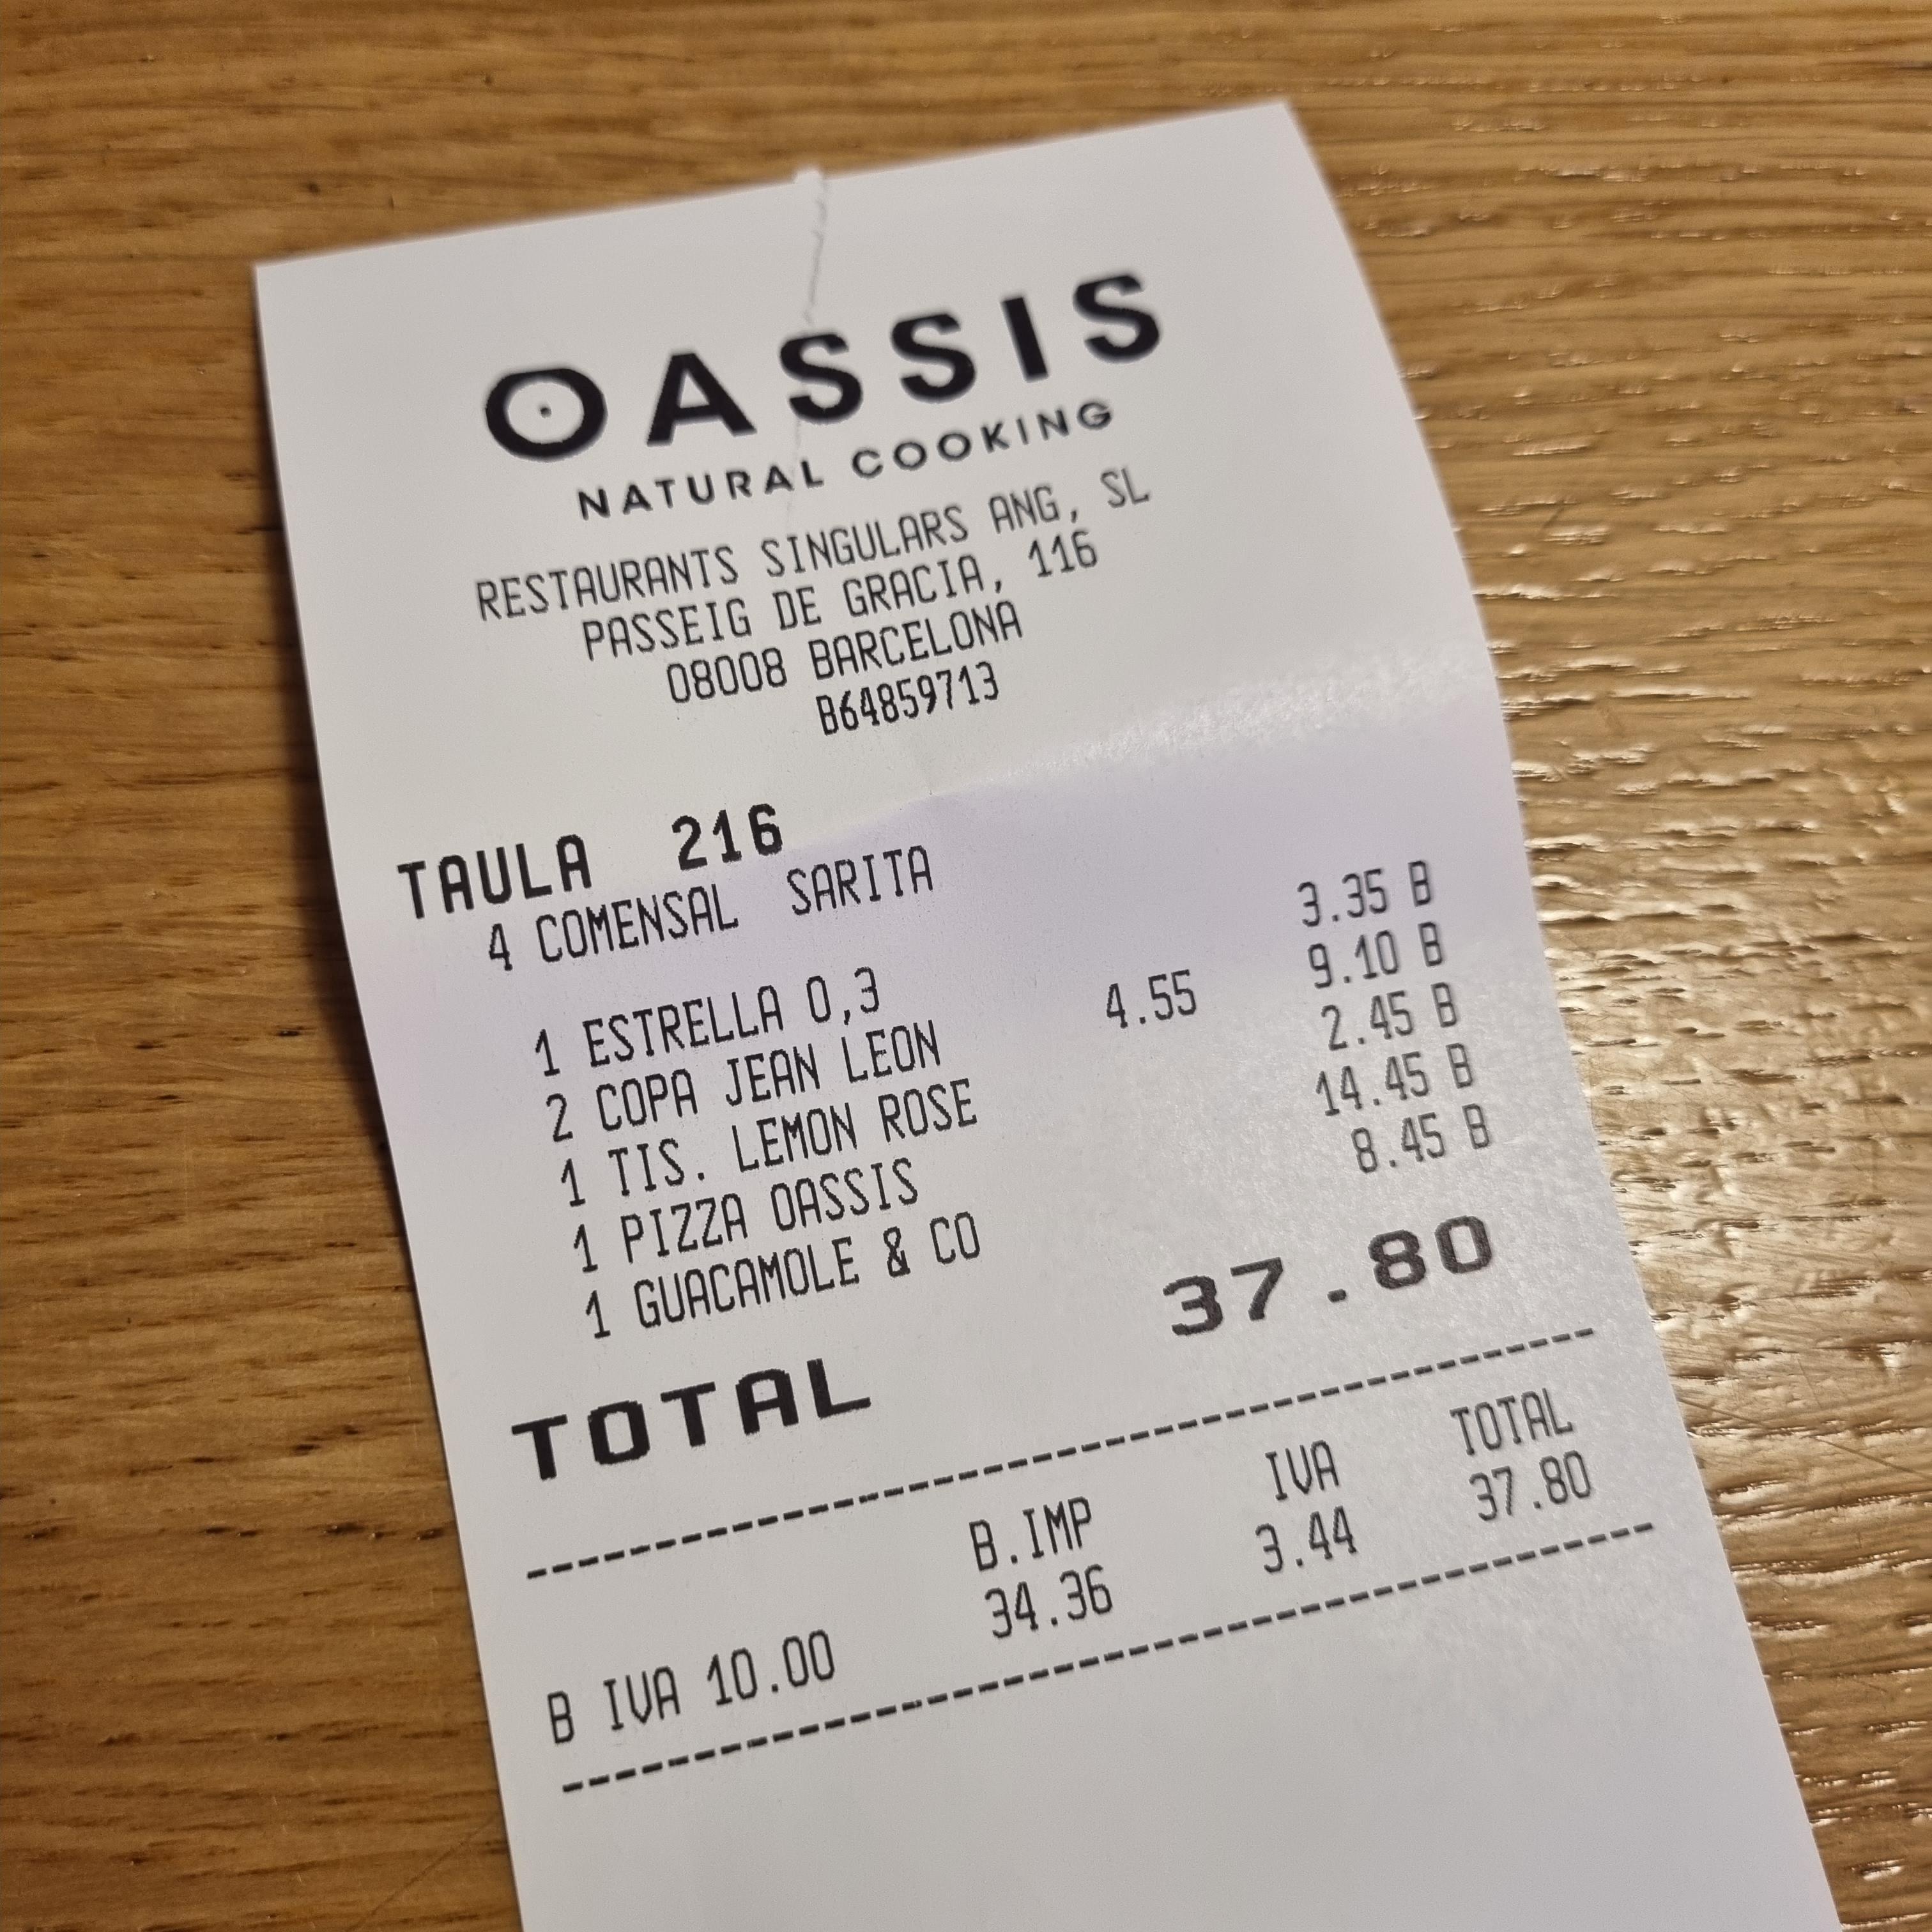 OASSIS
NATURAL COOKING
RESTAURANTS SINGULARS ANG, SL
PASSEIG DE GRACIA, 116
08008 BARCELONA
B64859713
TAULA 216
4 COMENSAL SARITA
1 ESTRELLA 0,3 3.35 B
2 COPA JEAN LEON 4.55 9.10 B
1 TIS. LEMON ROSE 2.45 B
1 PIZZA OASSIS 14.45 B
1 GUACAMOLE & CO 8.45 B
TOTAL 37.80
B.IMP IVA TOTAL
B IVA 10.00 34.36 3.44 37.80